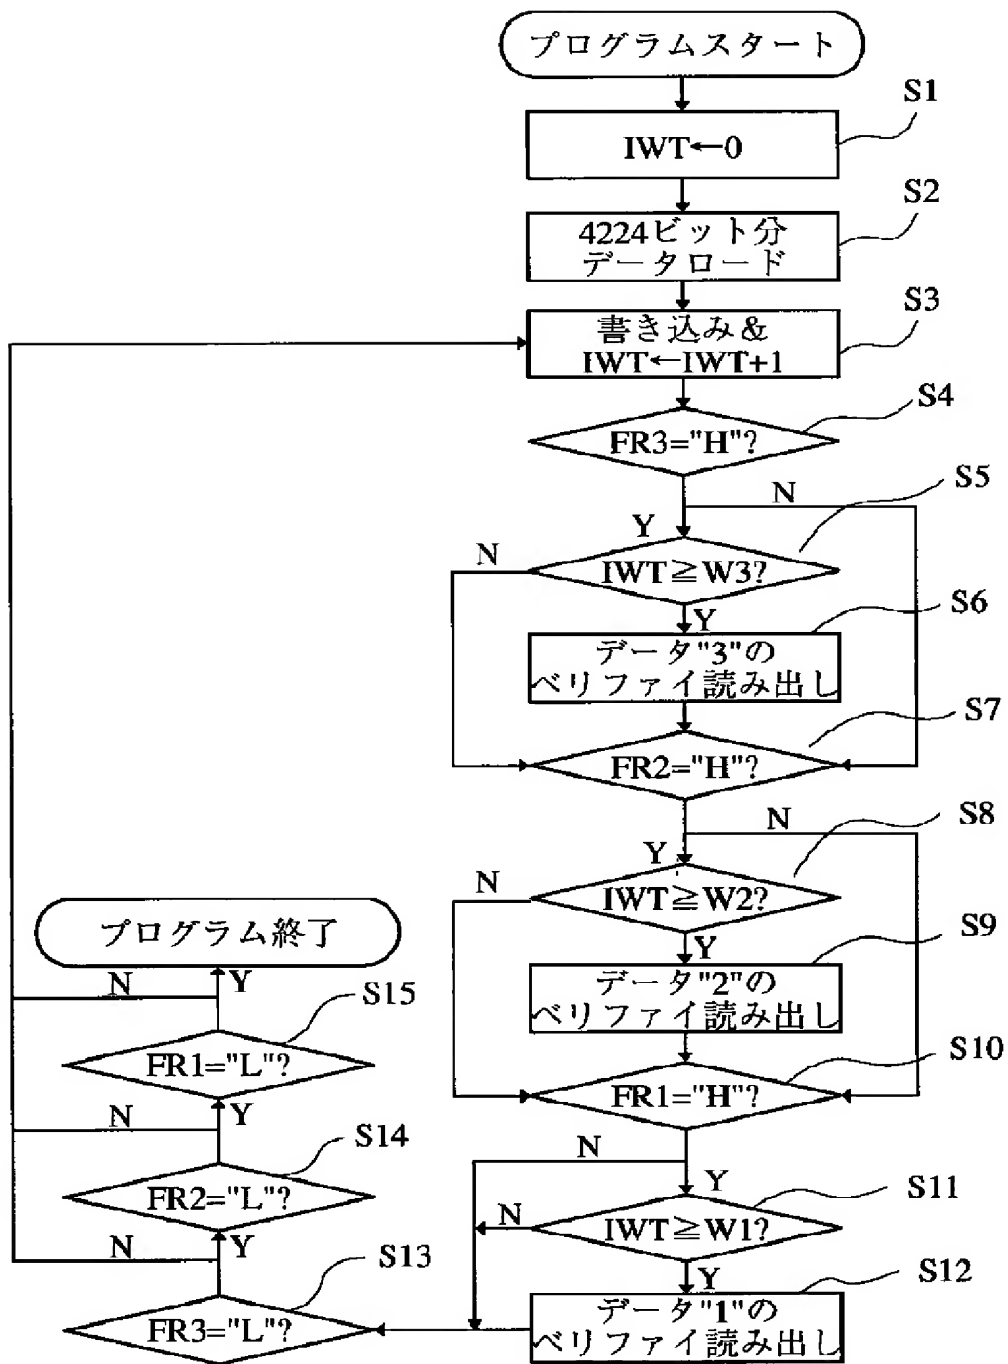 プログラムスタート
S1
IWT←0
S2
4224ビット分
データロード
S3
書き込み&
IWT←IWT+1
S4
FR3="H"?
N
S5
Y
N
IWT≧W3?
S6
Y
データ"3"の
ベリファイ読み出し
S7
FR2="H"?
N
S8
Y
N
IWT≧W2?
S9
Y
データ"2"の
ベリファイ読み出し
S10
FR1="H"?
N
Y
S11
N
IWT≧W1?
Y
S12
データ"1"の
ベリファイ読み出し
S13
FR3="L"?
N
Y
S14
FR2="L"?
N
Y
S15
FR1="L"?
N
Y
プログラム終了